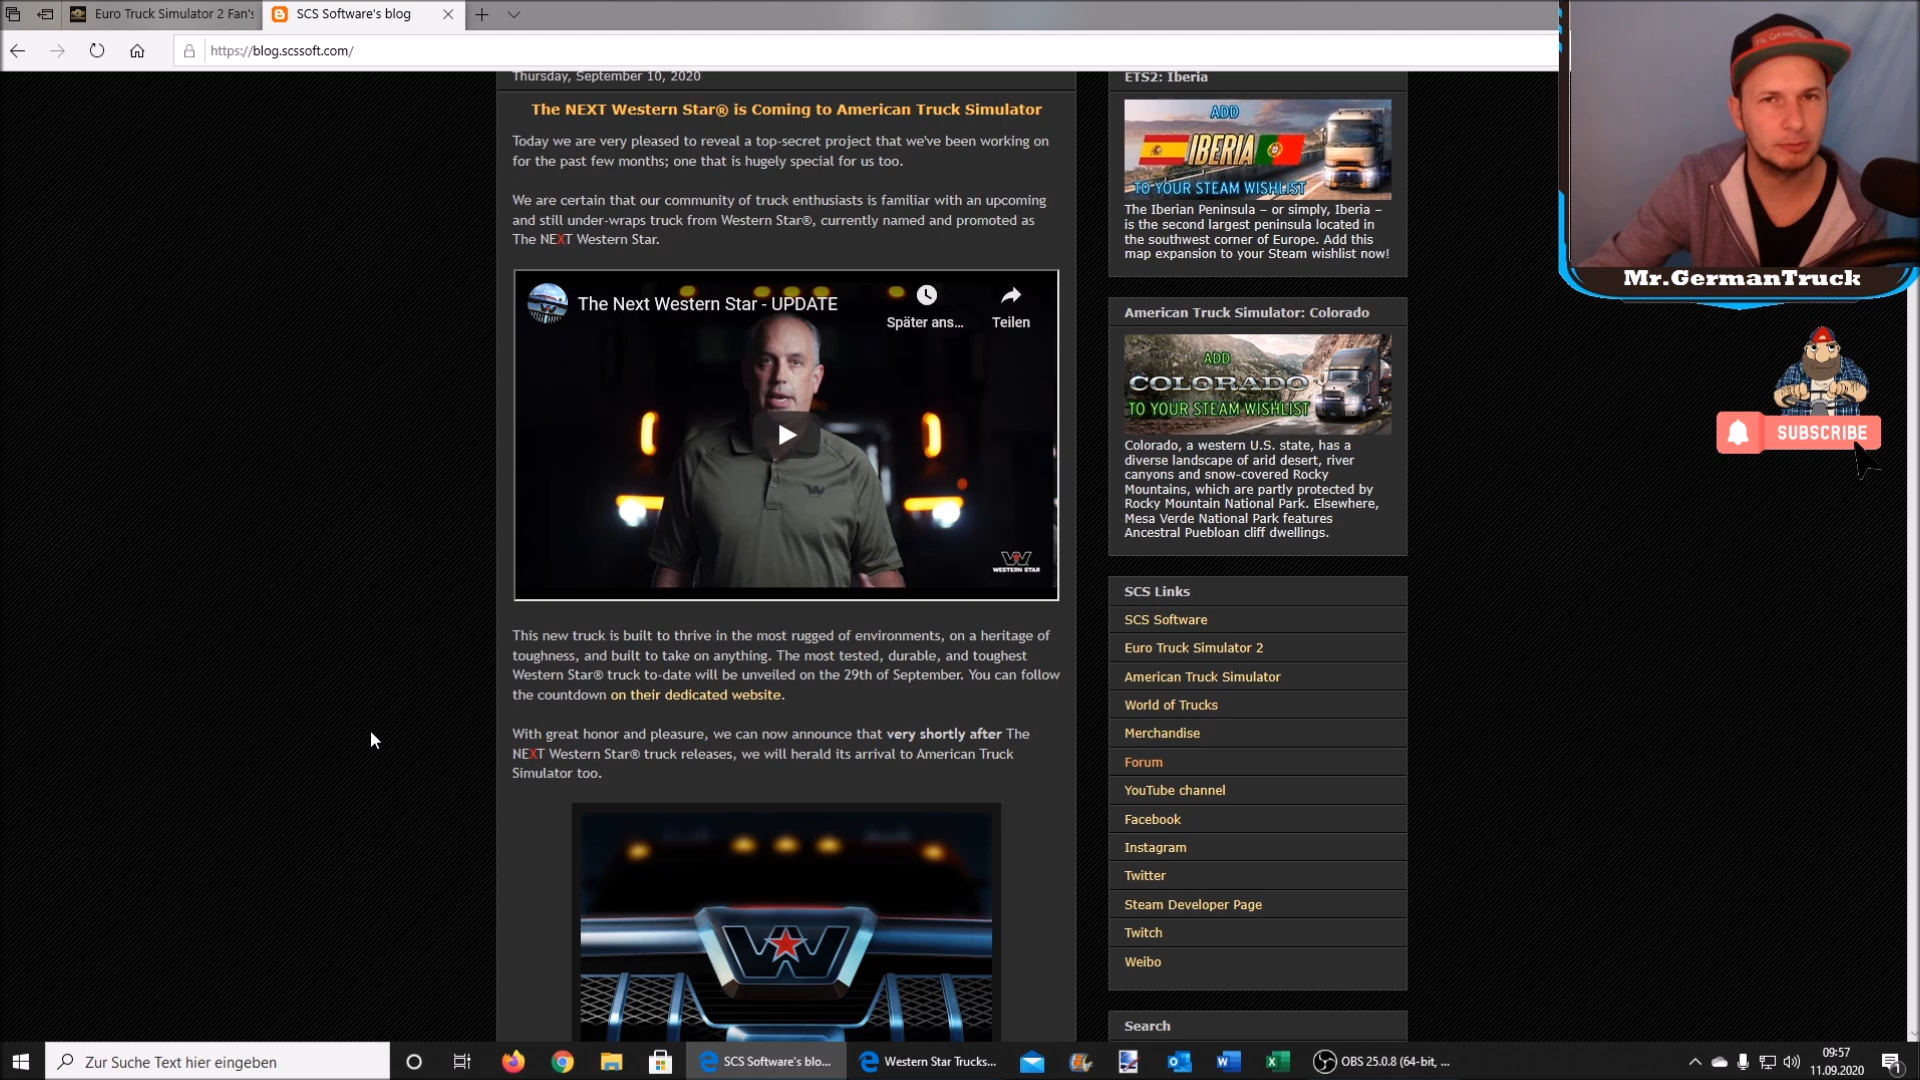 Euro Truck Simulator 2 Fan's
SCS Software's blog
https://blog.scssoft.com/
Thursday, September 10, 2020
The NEXT Western Star® is Coming to American Truck Simulator
Today we are very pleased to reveal a top-secret project that we've been working on
for the past few months; one that is hugely special for us too.
We are certain that our community of truck enthusiasts is familiar with an upcoming
and still under-wraps truck from Western Star®, currently named and promoted as
The NEXT Western Star.
The Next Western Star - UPDATE
Später ans...
Teilen
WESTERN STAR
This new truck is built to thrive in the most rugged of environments, on a heritage of
toughness, and built to take on anything. The most tested, durable, and toughest
Western Star® truck to-date will be unveiled on the 29th of September. You can follow
the countdown on their dedicated website.
With great honor and pleasure, we can now announce that very shortly after The
NEXT Western Star® truck releases, we will herald its arrival to American Truck
Simulator too.
ETS2: Iberia
ADD
IBERIA
TO YOUR STEAM WISHLIST
The Iberian Peninsula – or simply, Iberia –
is the second largest peninsula located in
the southwest corner of Europe. Add this
map expansion to your Steam wishlist now!
American Truck Simulator: Colorado
ADD
COLORADO
TO YOUR STEAM WISHLIST
Colorado, a western U.S. state, has a
diverse landscape of arid desert, river
canyons and snow-covered Rocky
Mountains, which are partly protected by
Rocky Mountain National Park. Elsewhere,
Mesa Verde National Park features
Ancestral Puebloan cliff dwellings.
SCS Links
SCS Software
Euro Truck Simulator 2
American Truck Simulator
World of Trucks
Merchandise
Forum
YouTube channel
Facebook
Instagram
Twitter
Steam Developer Page
Twitch
Weibo
Search
Mr.GermanTruck
SUBSCRIBE
Zur Suche Text hier eingeben
SCS Software's blo...
Western Star Trucks...
OBS 25.0.8 (64-bit, ...
09:57
11.09.2020
1